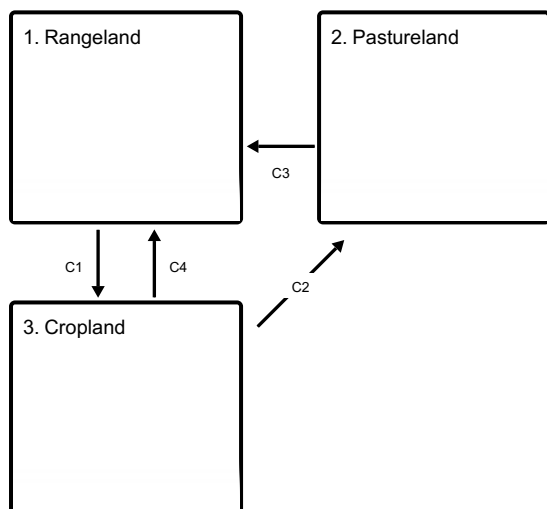 1. Rangeland
2. Pastureland
C3
C1
C4
C2
3. Cropland